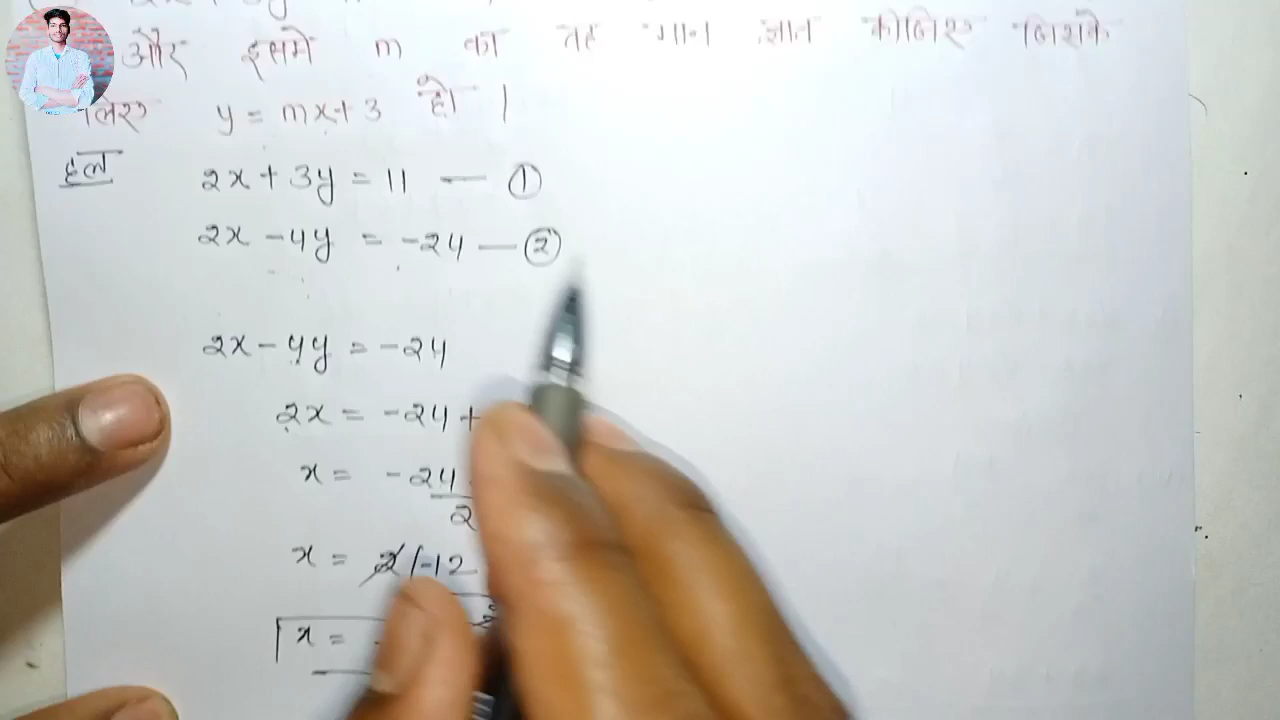 और इसमें m का वह मान ज्ञात कीजिए जिसके
लिए y = mx+3 हो ।
हल 2x + 3y = 11 — ①
2x - 4y = -24 — ②
2x - 4y = -24
2x = -24 +
x = -24
2
x = -12
x =